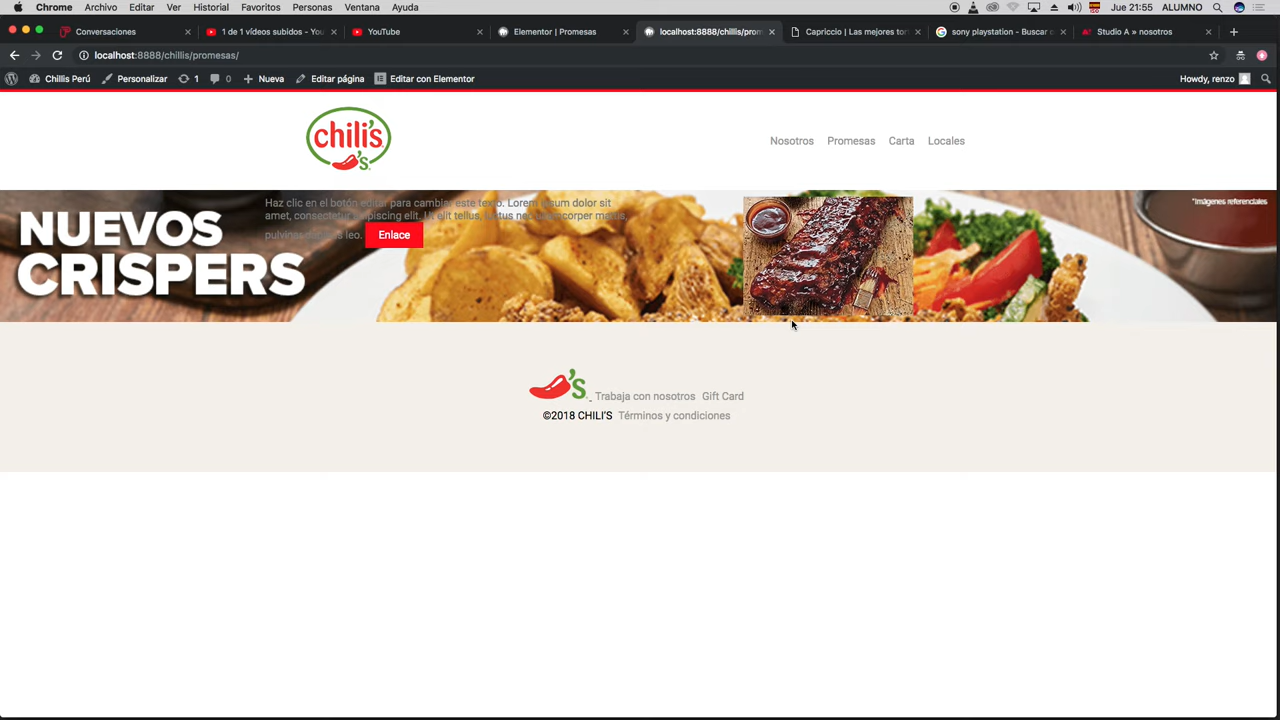 Chrome Archivo Editar Ver Historial Favoritos Personas Ventana Ayuda
ISO
Jue 21:55 ALUMNO
Conversaciones
1 de 1 vídeos subidos - You
YouTube
Elementor | Promesas
localhost:8888/chillis/prom
Capriccio | Las mejores tor
sony playstation - Buscar
Studio A » nosotros
localhost:8888/chillis/promesas/
Chillis Perú Personalizar 1 0 Nueva Editar página Editar con Elementor
Howdy, renzo
chili's
Nosotros Promesas Carta Locales
NUEVOS
CRISPERS
Haz clic en el botón editar para cambiar este texto. Lorem ipsum dolor sit
amet, consectetur adipiscing elit. Ut elit tellus, luctus nec ullamcorper mattis,
pulvinar dapibus leo. Enlace
*Imágenes referenciales
'S Trabaja con nosotros Gift Card
©2018 CHILI'S Términos y condiciones